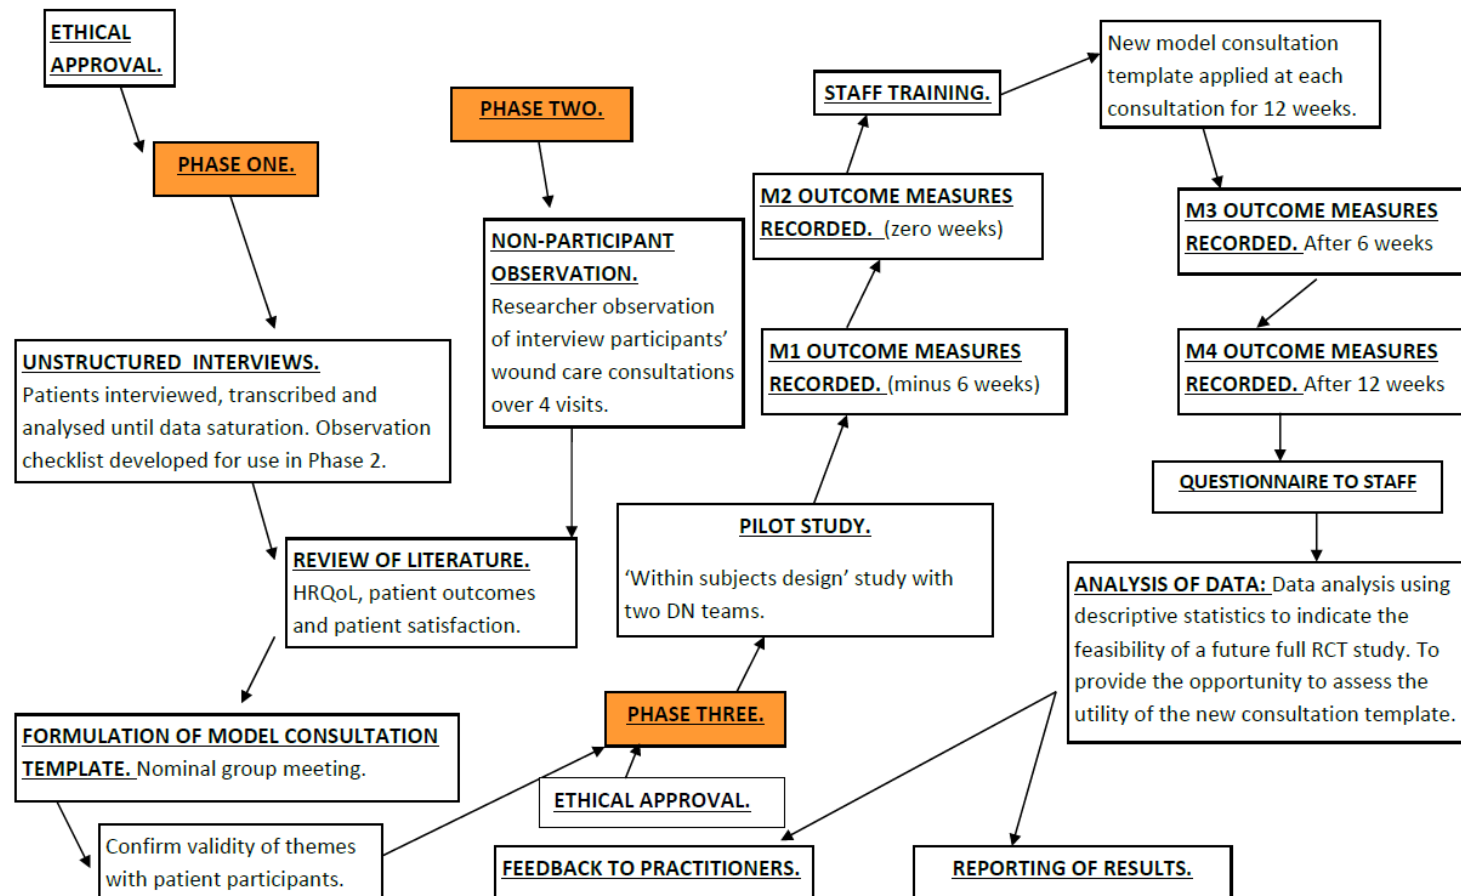 ETHICAL
APPROVAL.
PHASE ONE.
UNSTRUCTURED INTERVIEWS.
Patients interviewed, transcribed and
analysed until data saturation. Observation
checklist developed for use in Phase 2.
PHASE TWO.
NON-PARTICIPANT
OBSERVATION.
Researcher observation
of interview participants’
wound care consultations
over 4 visits.
REVIEW OF LITERATURE.
HRQoL, patient outcomes
and patient satisfaction.
FORMULATION OF MODEL CONSULTATION
TEMPLATE. Nominal group meeting.
Confirm validity of themes
with patient participants.
ETHICAL APPROVAL.
PHASE THREE.
PILOT STUDY.
‘Within subjects design’ study with
two DN teams.
M1 OUTCOME MEASURES
RECORDED. (minus 6 weeks)
M2 OUTCOME MEASURES
RECORDED. (zero weeks)
STAFF TRAINING.
New model consultation
template applied at each
consultation for 12 weeks.
M3 OUTCOME MEASURES
RECORDED. After 6 weeks
M4 OUTCOME MEASURES
RECORDED. After 12 weeks
QUESTIONNAIRE TO STAFF
ANALYSIS OF DATA: Data analysis using
descriptive statistics to indicate the
feasibility of a future full RCT study. To
provide the opportunity to assess the
utility of the new consultation template.
FEEDBACK TO PRACTITIONERS.
REPORTING OF RESULTS.